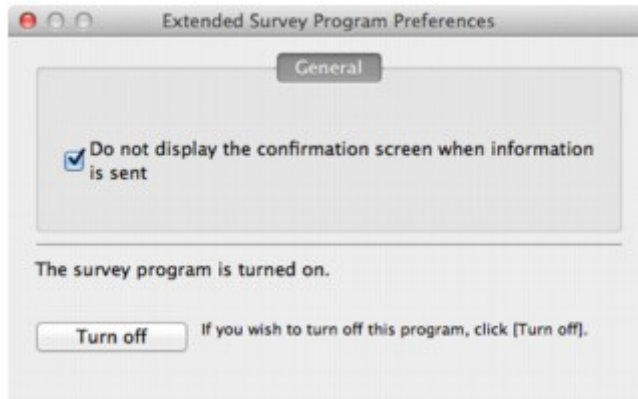 Extended Survey Program Preferences
General
Do not display the confirmation screen when information
is sent
The survey program is turned on.
Turn off
If you wish to turn off this program, click [Turn off].